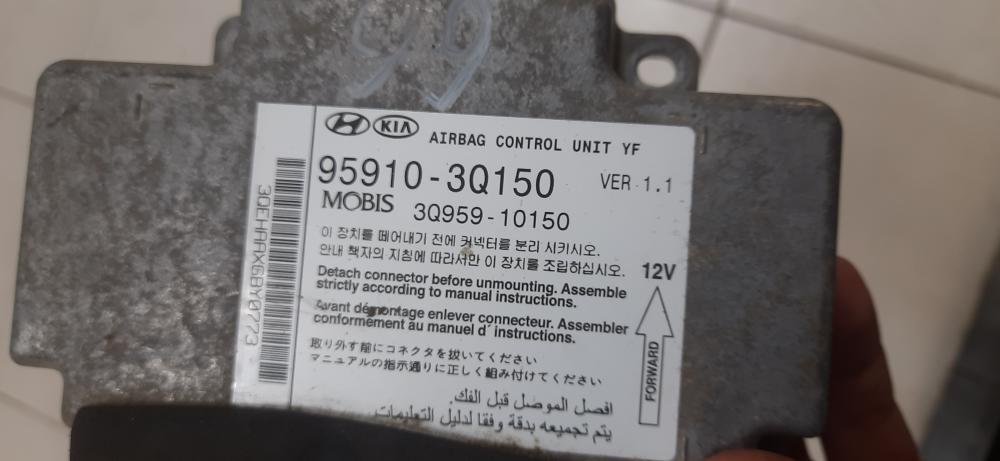 99
HYUNDAI KIA AIRBAG CONTROL UNIT YF
95910-3Q150 VER 1.1
MOBIS 3Q959-10150
이 장치를 떼어내기 전에 커넥터를 분리 시키시오.
안내 책자의 지침에 따라서만 이 장치를 조립하십시오.
12V
Detach connector before unmounting. Assemble
strictly according to manual instructions.
Avant démontage enlever connecteur. Assembler
conformement au manuel d' instructions.
取り外す前にコネクタを抜いてください
マニュアルの指示通りに正しく組み付けてください
افصل الموصل قبل الفك.
يتم تجميعه بدقة وفقا لدليل التعليمات
FORWARD